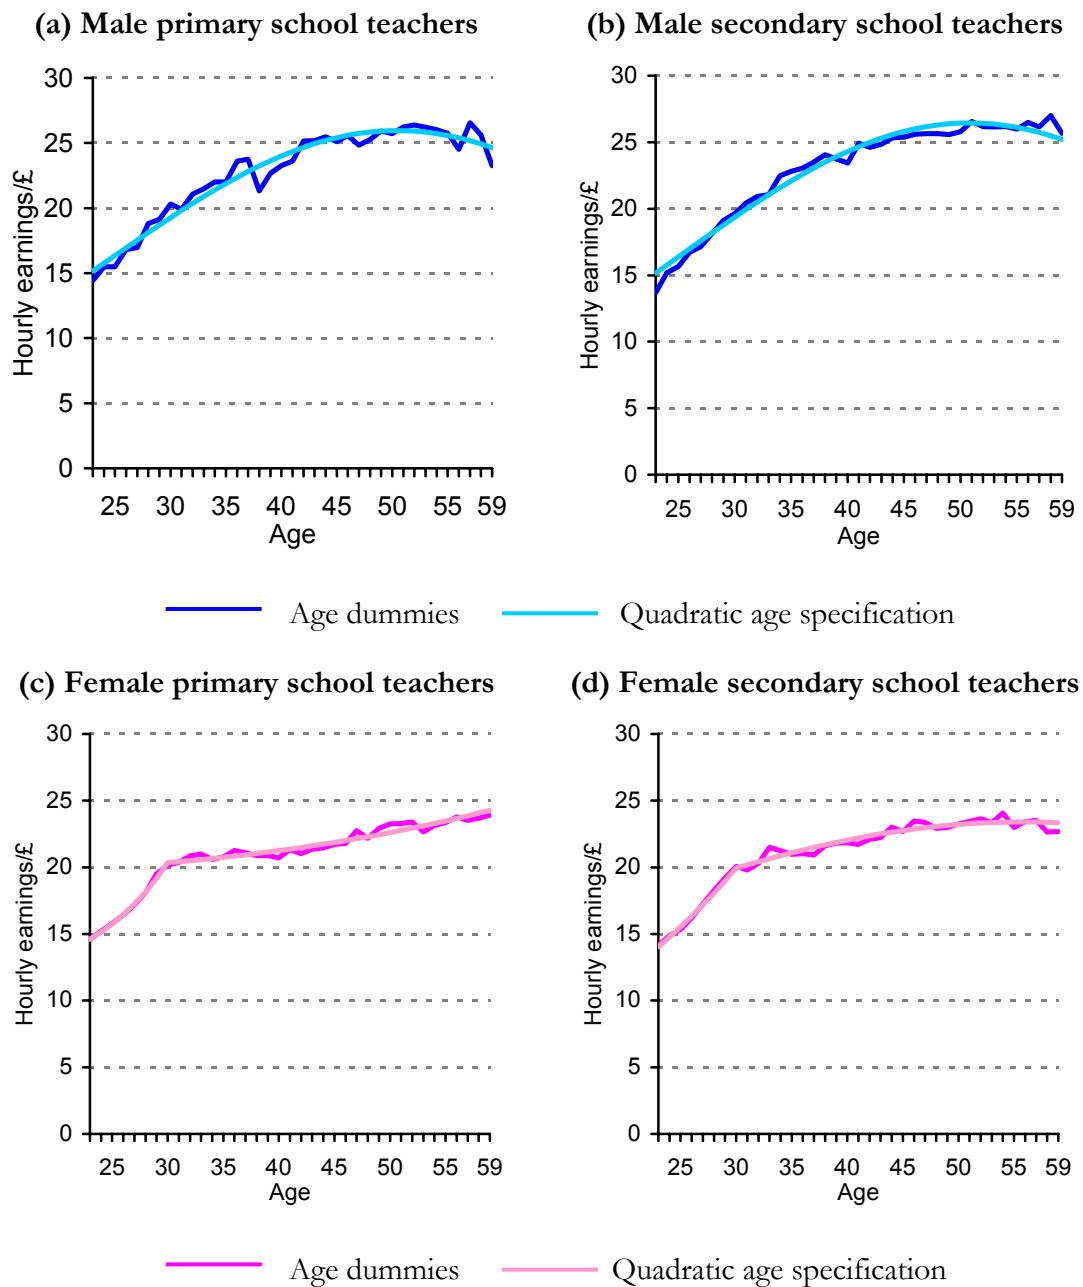 (a) Male primary school teachers
(b) Male secondary school teachers
30
25
20
15
10
5
0
Hourly earnings/£
25 30 35 40 45 50 55 59
Age
30
25
20
15
10
5
0
Hourly earnings/£
25 30 35 40 45 50 55 59
Age
Age dummies
Quadratic age specification
(c) Female primary school teachers
(d) Female secondary school teachers
30
25
20
15
10
5
0
Hourly earnings/£
25 30 35 40 45 50 55 59
Age
30
25
20
15
10
5
0
Hourly earnings/£
25 30 35 40 45 50 55 59
Age
Age dummies
Quadratic age specification